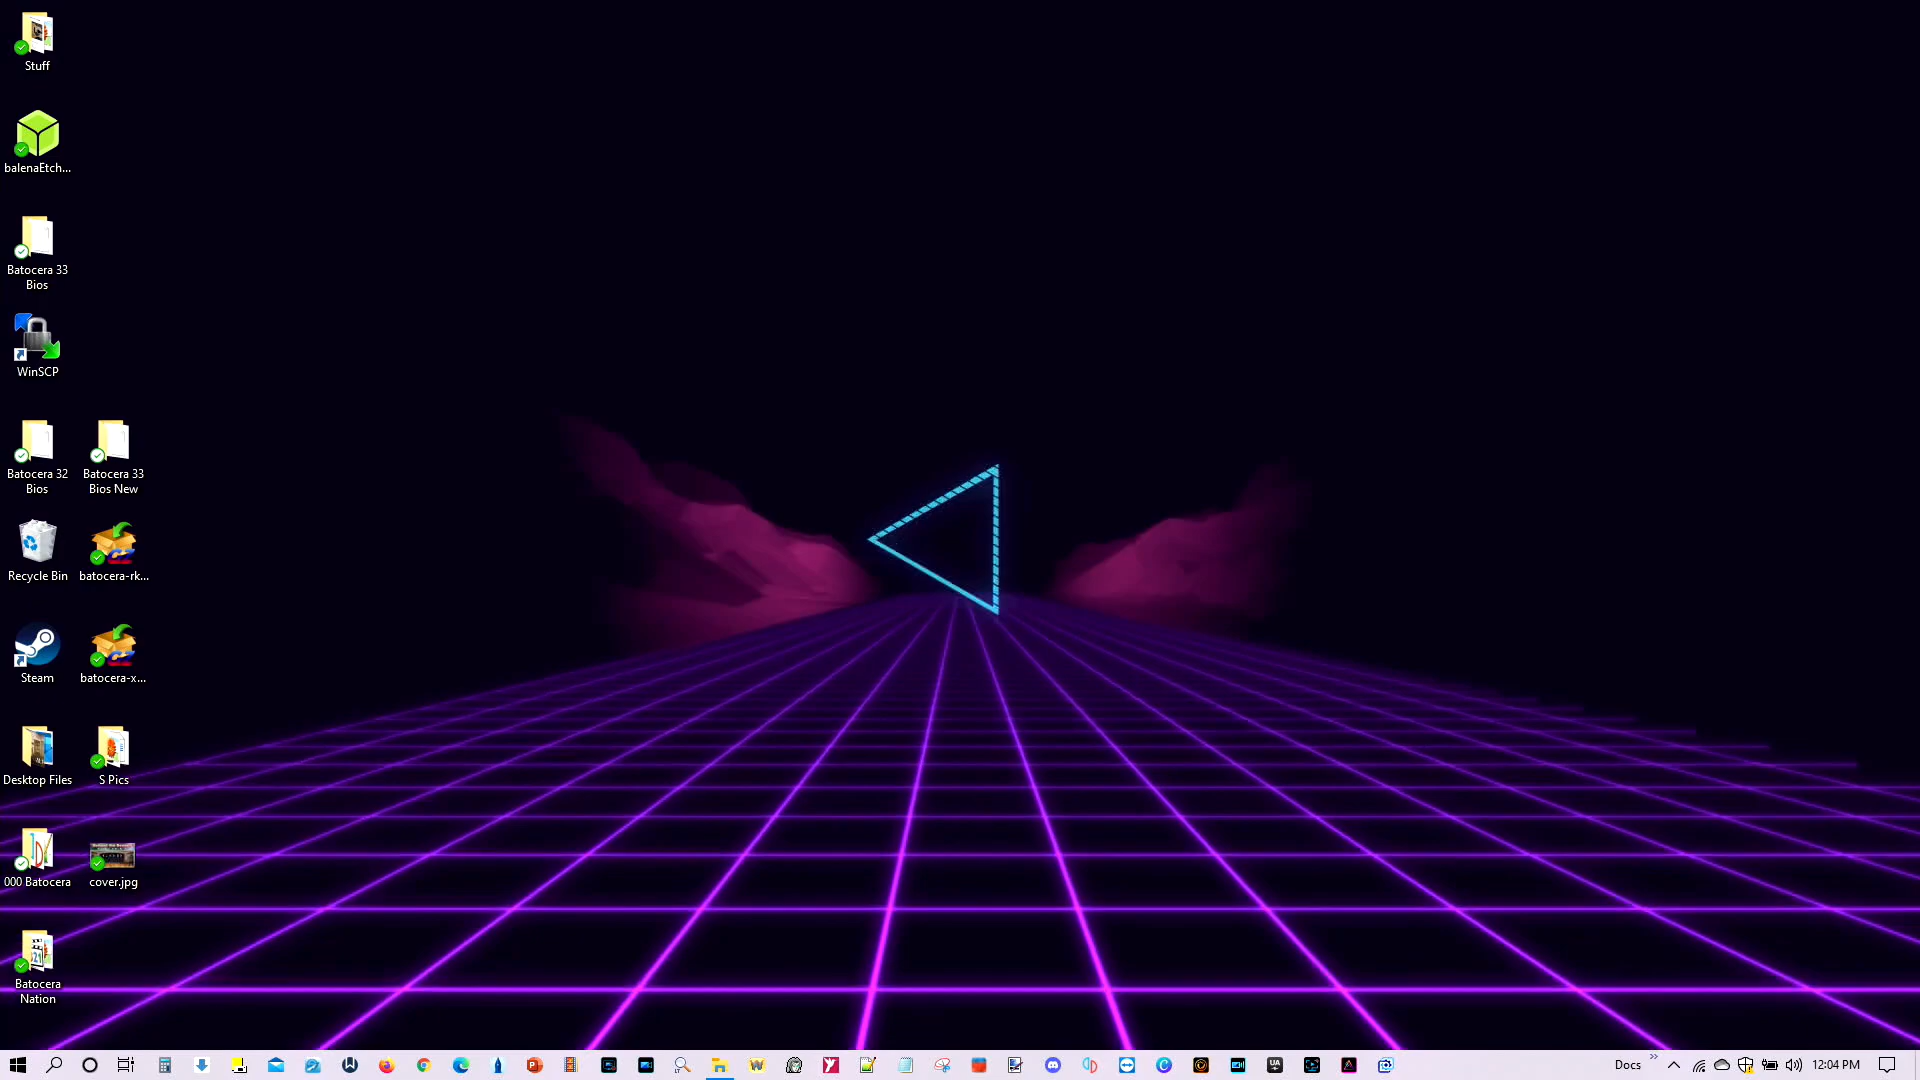 Stuff
balenaEtch...
Batocera 33
Bios
WinSCP
Batocera 32
Bios
Batocera 33
Bios New
Recycle Bin
batocera-rk...
Steam
batocera-x...
Desktop Files
S Pics
000 Batocera
cover.jpg
Batocera
Nation
Docs
12:04 PM